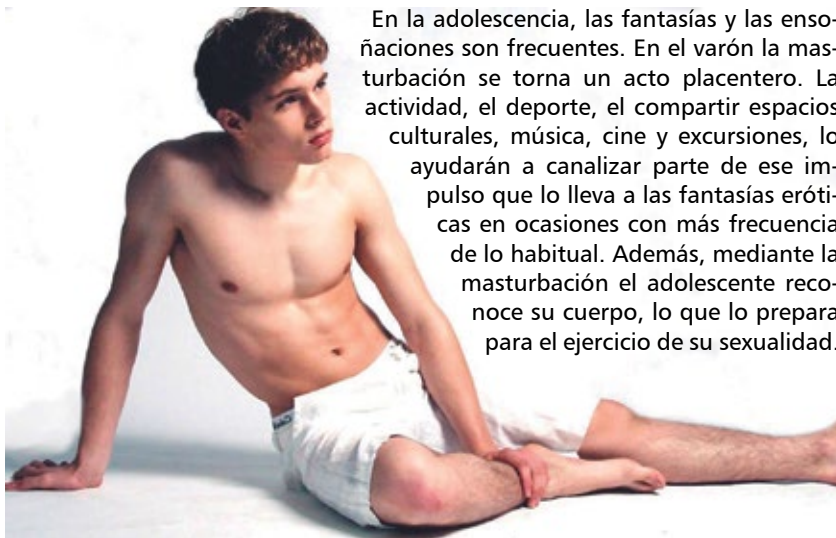 En la adolescencia, las fantasías y las enso-
ñaciones son frecuentes. En el varón la mas-
turbación se torna un acto placentero. La
actividad, el deporte, el compartir espacios
culturales, música, cine y excursiones, lo
ayudarán a canalizar parte de ese im-
pulso que lo lleva a las fantasías eróti-
cas en ocasiones con más frecuencia
de lo habitual. Además, mediante la
masturbación el adolescente reco-
noce su cuerpo, lo que lo prepara
para el ejercicio de su sexualidad.